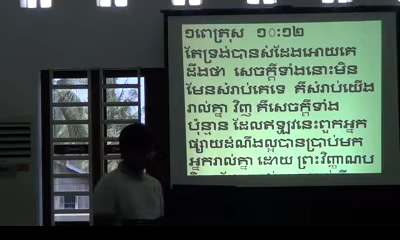 ១ពេត្រុស ១០:១២
តែទ្រង់បានសំដែងអោយគេ
ដឹងថា សេចក្ដីទាំងនោះមិន
មែនសំរាប់គេទេ គឺសំរាប់យើង
រាល់គ្នា វិញ គឺសេចក្ដីទាំង
ប៉ុន្មាន ដែលឥឡូវនេះពួកអ្នក
ផ្សាយដំណឹងល្អបានប្រាប់មក
អ្នករាល់គ្នា ដោយ ព្រះវិញ្ញាណប